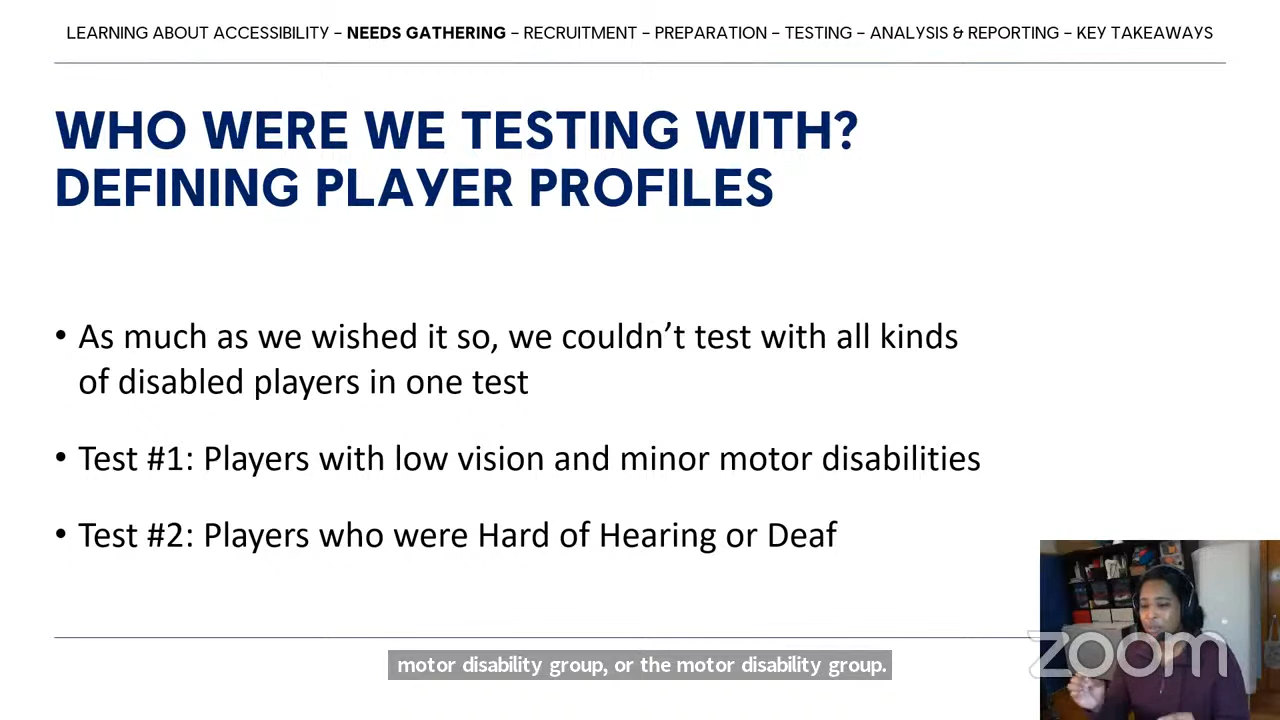 LEARNING ABOUT ACCESSIBILITY – NEEDS GATHERING – RECRUITMENT – PREPARATION – TESTING – ANALYSIS & REPORTING – KEY TAKEAWAYS
WHO WERE WE TESTING WITH?
DEFINING PLAYER PROFILES
• As much as we wished it so, we couldn’t test with all kinds
of disabled players in one test
• Test #1: Players with low vision and minor motor disabilities
• Test #2: Players who were Hard of Hearing or Deaf
zoom
motor disability group, or the motor disability group.